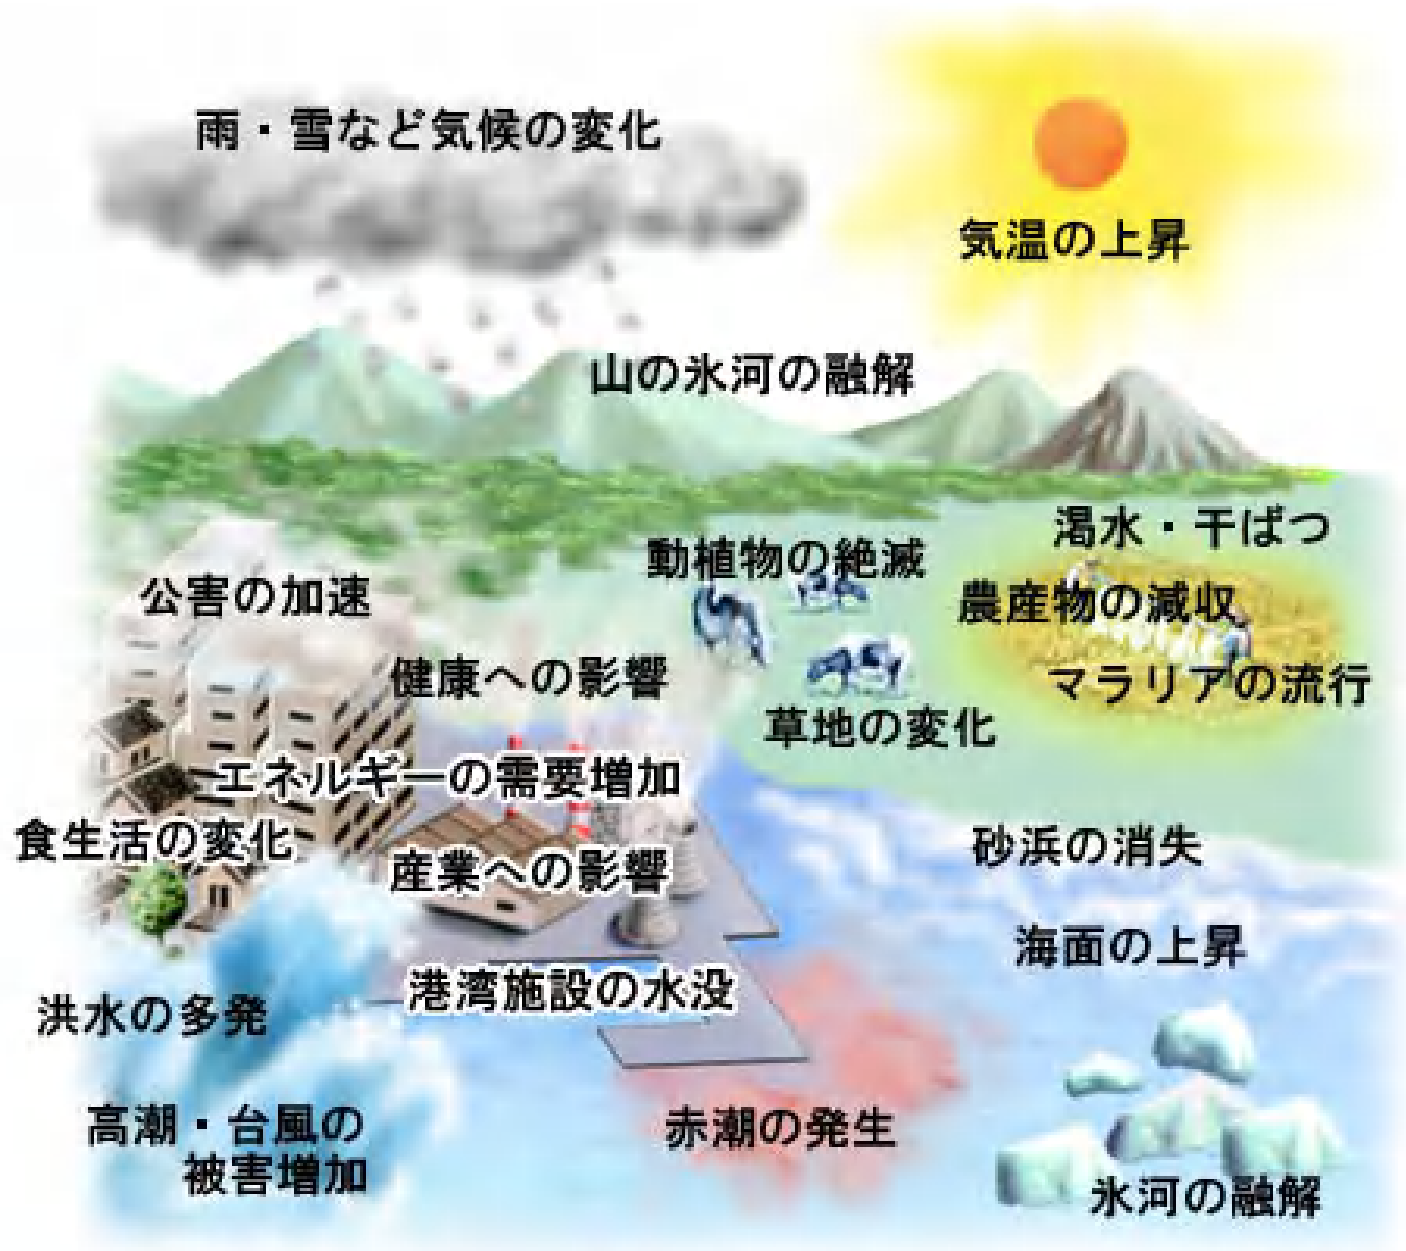 雨・雪など気候の変化
気温の上昇
山の氷河の融解
渇水・干ばつ
動植物の絶滅
公害の加速
農産物の減収
健康への影響
マラリアの流行
草地の変化
エネルギーの需要増加
食生活の変化
砂浜の消失
産業への影響
海面の上昇
港湾施設の水没
洪水の多発
高潮・台風の
被害増加
赤潮の発生
氷河の融解